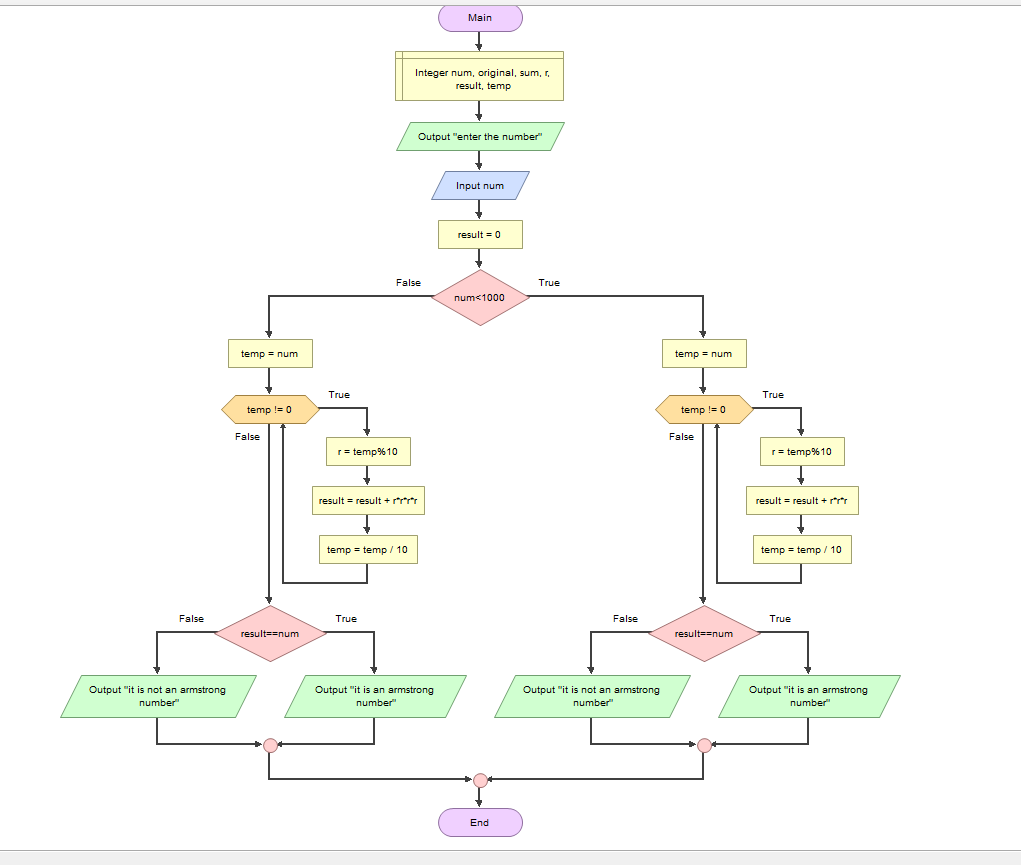 Main
Integer num, original, sum, r,
result, temp
Output "enter the number"
Input num
result = 0
False
True
num<1000
temp = num
temp != 0
True
False
r = temp%10
result = result + r*r*r*r
temp = temp / 10
False
True
result==num
Output "it is not an armstrong
number"
Output "it is an armstrong
number"
temp = num
temp != 0
True
False
r = temp%10
result = result + r*r*r
temp = temp / 10
False
True
result==num
Output "it is not an armstrong
number"
Output "it is an armstrong
number"
End